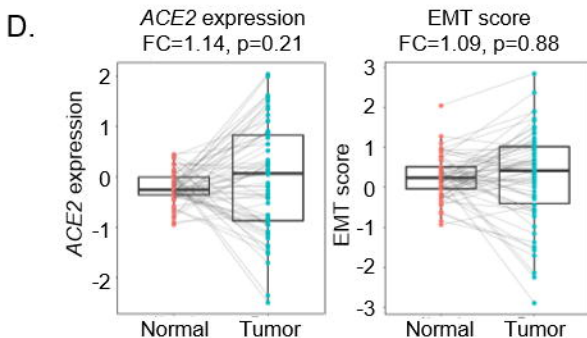 D.
ACE2 expression
FC=1.14, p=0.21
ACE2 expression
2
1
0
-1
-2
Normal
Tumor
EMT score
FC=1.09, p=0.88
EMT score
3
2
1
0
-1
-2
-3
Normal
Tumor